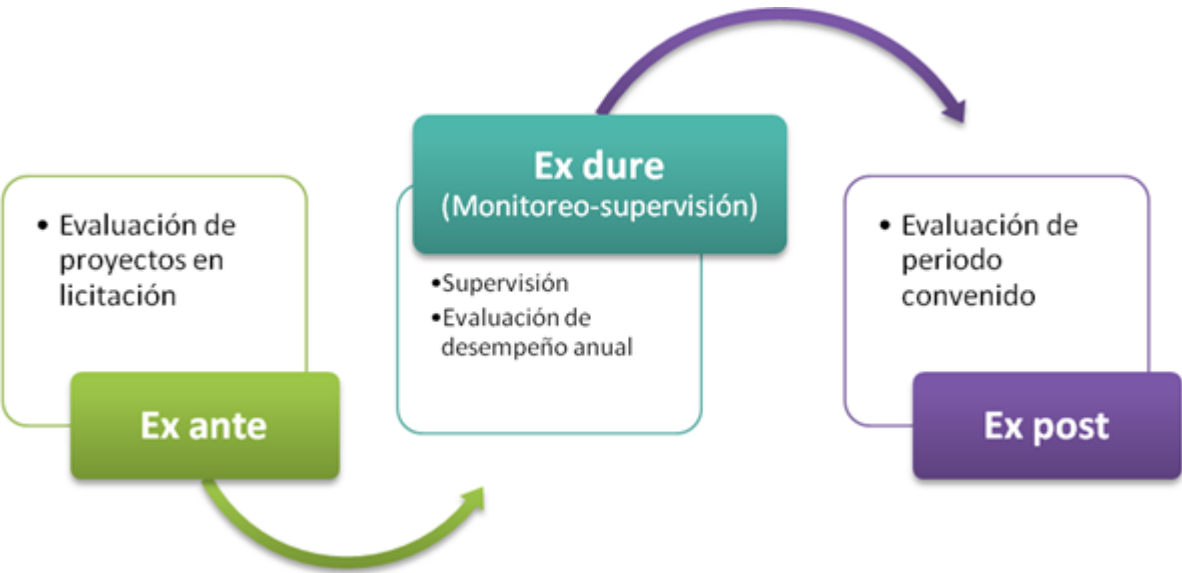 • Evaluación de
proyectos en
licitación
Ex ante
Ex dure
(Monitoreo-supervisión)
•Supervisión
•Evaluación de
desempeño anual
• Evaluación de
periodo
convenido
Ex post